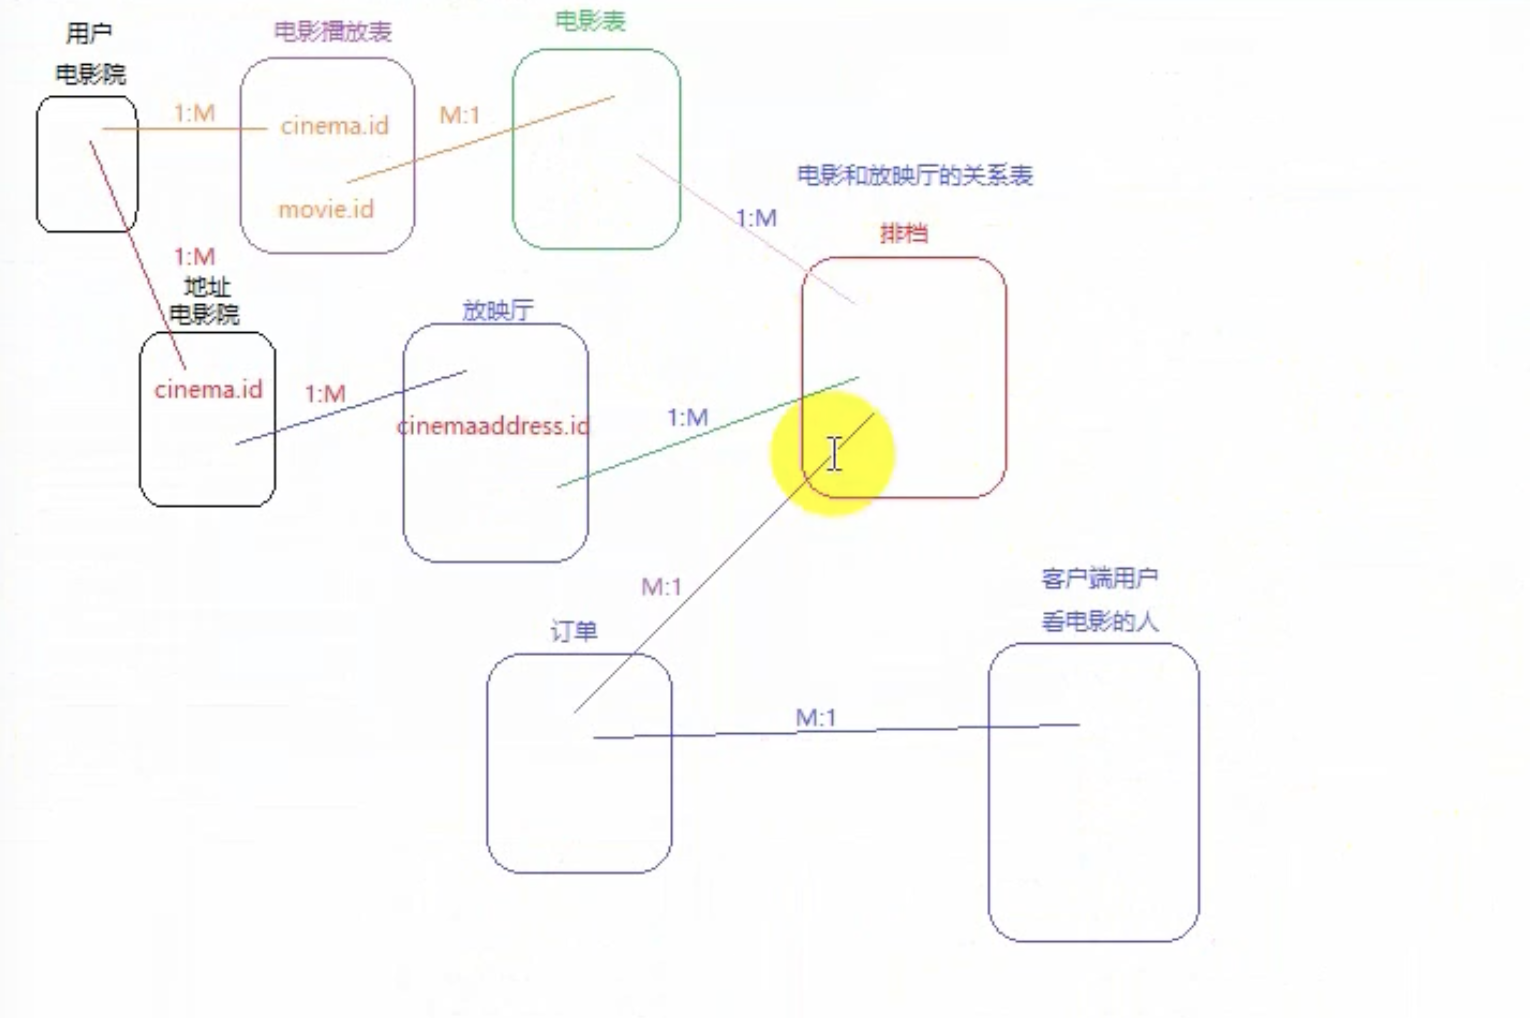 用户
电影院
电影播放表
电影表
1:M
cinema.id
M:1
movie.id
电影和放映厅的关系表
1:M
排档
1:M
地址
电影院
放映厅
cinema.id
1:M
cinemaaddress.id
1:M
M:1
客户端用户
看电影的人
订单
M:1